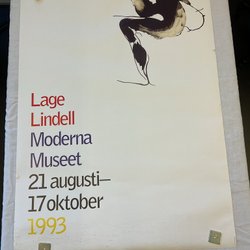 Lage
Lindell
Moderna
Museet
21 augusti–
17 oktober
1993